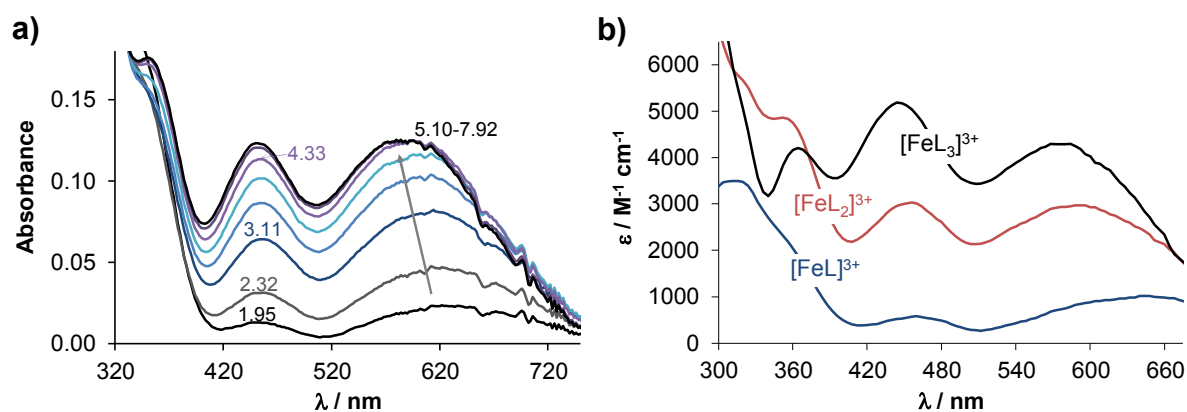 a)
Absorbance
0.15
0.10
0.05
0.00
4.33
3.11
2.32
1.95
5.10-7.92
320 420 520 620 720
λ / nm
b)
ε / M⁻¹ cm⁻¹
6000
5000
4000
3000
2000
1000
0
[FeL₃]³⁺
[FeL₂]³⁺
[FeL]³⁺
300 360 420 480 540 600 660
λ / nm